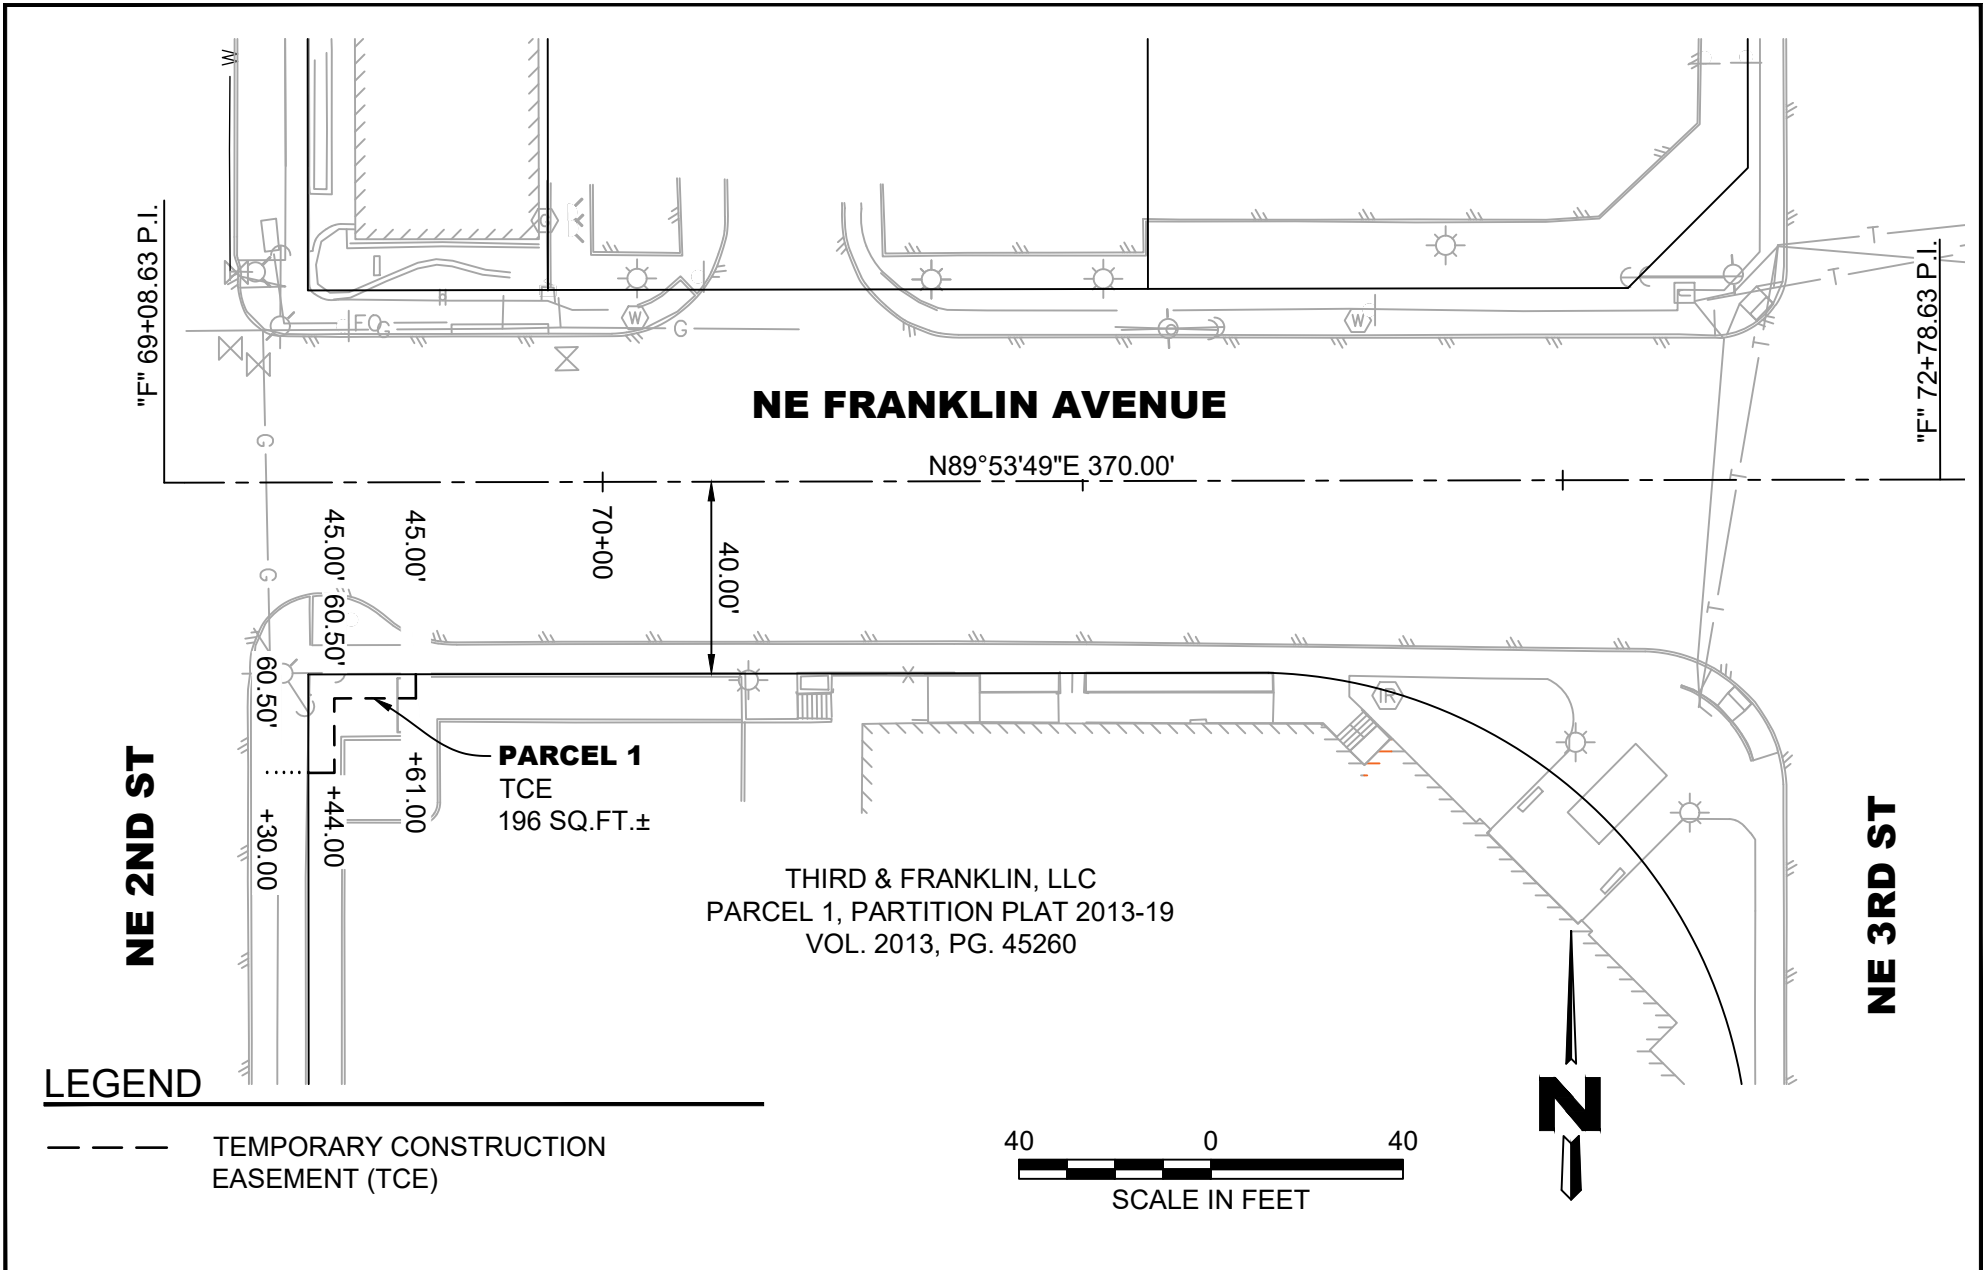 W
"F" 69+08.63 P.I.
G
FO
G
W
G
W
T
T
"F" 72+78.63 P.I.
NE FRANKLIN AVENUE
N89°53'49"E 370.00'
G
T
T
45.00'
45.00'
70+00
40.00'
G
60.50'
T
60.50'
IR
PARCEL 1
TCE
196 SQ.FT.±
+61.00
+44.00
+30.00
NE 2ND ST
NE 3RD ST
THIRD & FRANKLIN, LLC
PARCEL 1, PARTITION PLAT 2013-19
VOL. 2013, PG. 45260
LEGEND
TEMPORARY CONSTRUCTION
EASEMENT (TCE)
40 0 40
SCALE IN FEET
N